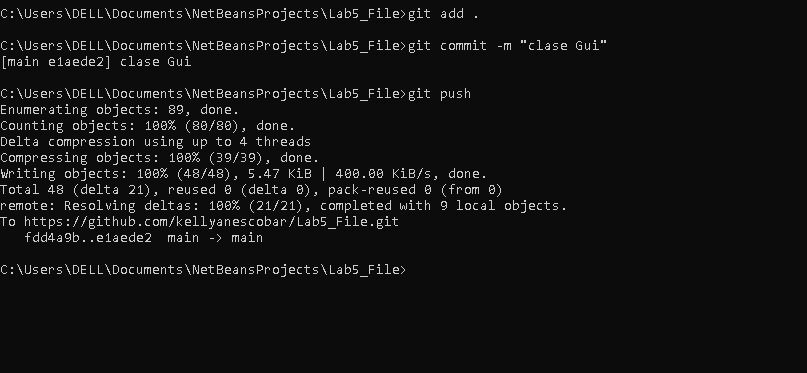 C:\Users\DELL\Documents\NetBeansProjects\Lab5_File>git add .
C:\Users\DELL\Documents\NetBeansProjects\Lab5_File>git commit -m "clase Gui"
[main e1aede2] clase Gui
C:\Users\DELL\Documents\NetBeansProjects\Lab5_File>git push
Enumerating objects: 89, done.
Counting objects: 100% (80/80), done.
Delta compression using up to 4 threads
Compressing objects: 100% (39/39), done.
Writing objects: 100% (48/48), 5.47 KiB | 400.00 KiB/s, done.
Total 48 (delta 21), reused 0 (delta 0), pack-reused 0 (from 0)
remote: Resolving deltas: 100% (21/21), completed with 9 local objects.
To https://github.com/kellyanescobar/Lab5_File.git
   fdd4a9b..e1aede2  main -> main
C:\Users\DELL\Documents\NetBeansProjects\Lab5_File>